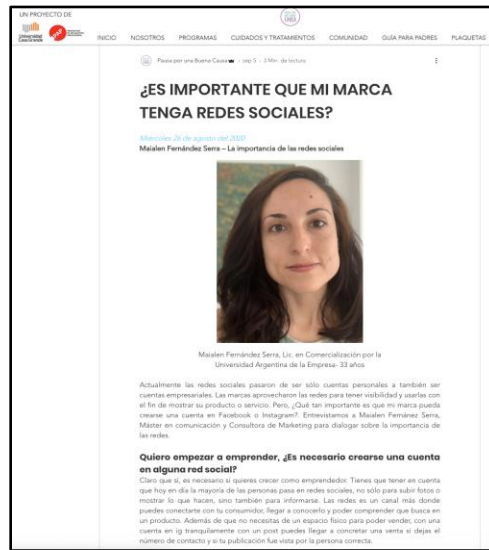 UN PROYECTO DE
Universidad
Casa Grande
INICIO NOSOTROS PROGRAMAS CUIDADOS Y TRATAMIENTOS COMUNIDAD GUÍA PARA PADRES PLAQUETAS
Pausa por una Buena Causa - sep 5 - 3 Min. de lectura
¿ES IMPORTANTE QUE MI MARCA
TENGA REDES SOCIALES?
Miércoles 26 de agosto del 2020
Maialen Fernández Serra – La importancia de las redes sociales
Maialen Fernández Serra, Lic. en Comercialización por la
Universidad Argentina de la Empresa- 33 años
Actualmente las redes sociales pasaron de ser sólo cuentas personales a también ser
cuentas empresariales. Las marcas aprovecharon las redes para tener visibilidad y usarlas con
el fin de mostrar su producto o servicio. Pero, ¿Qué tan importante es que mi marca pueda
crearse una cuenta en Facebook o Instagram?. Entrevistamos a Maialen Fernánez Serra,
Máster en comunicación y Consultora de Marketing para dialogar sobre la importancia de
las redes.
Quiero empezar a emprender, ¿Es necesario crearse una cuenta
en alguna red social?
Claro que sí, es necesario si quieres crecer como emprendedor. Tienes que tener en cuenta
que hoy en día la mayoría de las personas pasa en redes sociales, no sólo para subir fotos o
mostrar lo que hacen, sino también para informarse. Las redes es un canal más donde
puedes conectarte con tu consumidor, llegar a conocerlo y poder comprender que busca en
un producto. Además de que no necesitas de un espacio físico para poder vender, con una
cuenta en ig tranquilamente con un post puedes llegar a concretar una venta si dejas el
número de contacto y si tu publicación fue vista por la persona correcta.